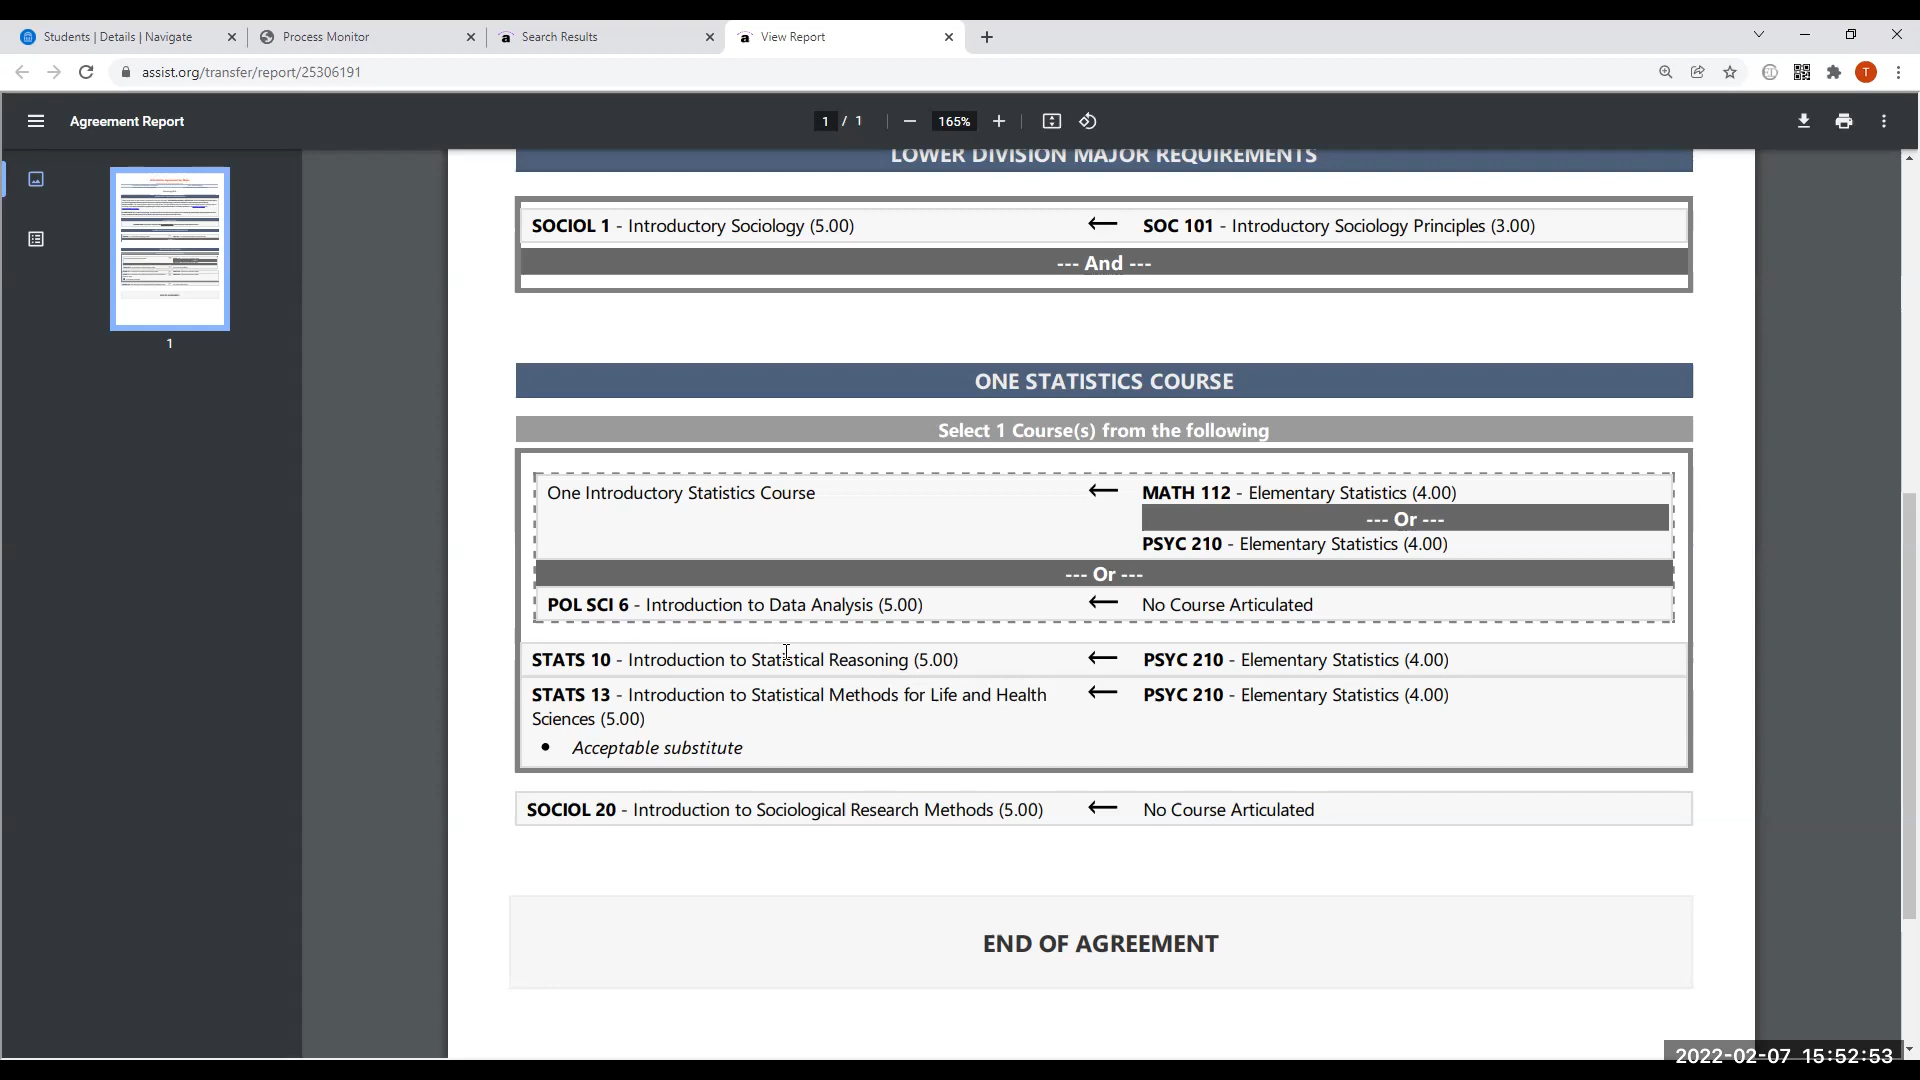 Students | Details | Navigate
Process Monitor
Search Results
View Report
assist.org/transfer/report/25306191
T
Agreement Report
1 / 1
165%
1
LOWER DIVISION MAJOR REQUIREMENTS
SOCIOL 1 - Introductory Sociology (5.00) ← SOC 101 - Introductory Sociology Principles (3.00)
--- And ---
ONE STATISTICS COURSE
Select 1 Course(s) from the following
One Introductory Statistics Course ← MATH 112 - Elementary Statistics (4.00)
--- Or ---
PSYC 210 - Elementary Statistics (4.00)
--- Or ---
POL SCI 6 - Introduction to Data Analysis (5.00) ← No Course Articulated
STATS 10 - Introduction to Statistical Reasoning (5.00) ← PSYC 210 - Elementary Statistics (4.00)
STATS 13 - Introduction to Statistical Methods for Life and Health ← PSYC 210 - Elementary Statistics (4.00)
Sciences (5.00)
• Acceptable substitute
SOCIOL 20 - Introduction to Sociological Research Methods (5.00) ← No Course Articulated
END OF AGREEMENT
2022-02-07 15:52:53